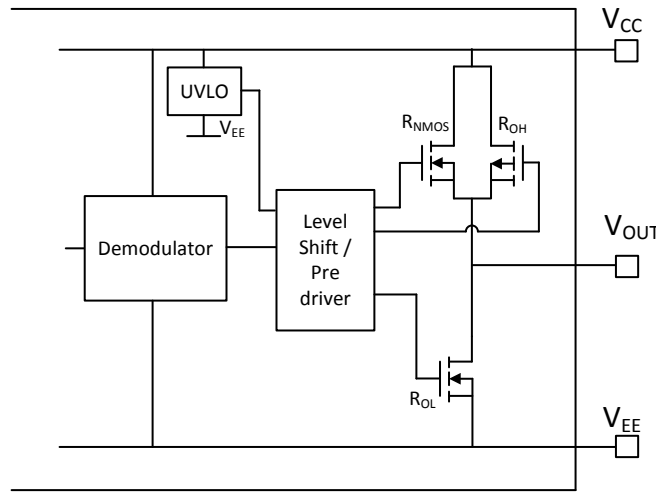 V_CC
UVLO
V_EE
R_NMOS
R_OH
Demodulator
Level
Shift /
Pre
driver
V_OUT
R_OL
V_EE